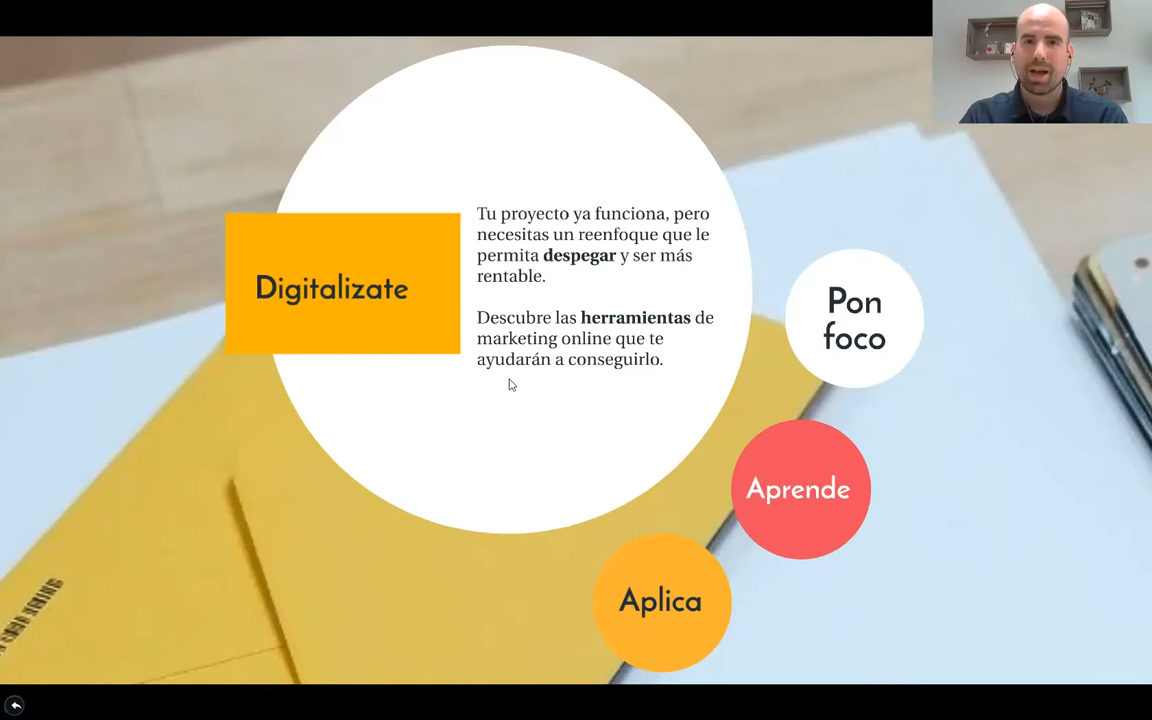 Digitalizate
Tu proyecto ya funciona, pero
necesitas un reenfoque que le
permita despegar y ser más
rentable.
Descubre las herramientas de
marketing online que te
ayudarán a conseguirlo.
Pon
foco
Aprende
Aplica